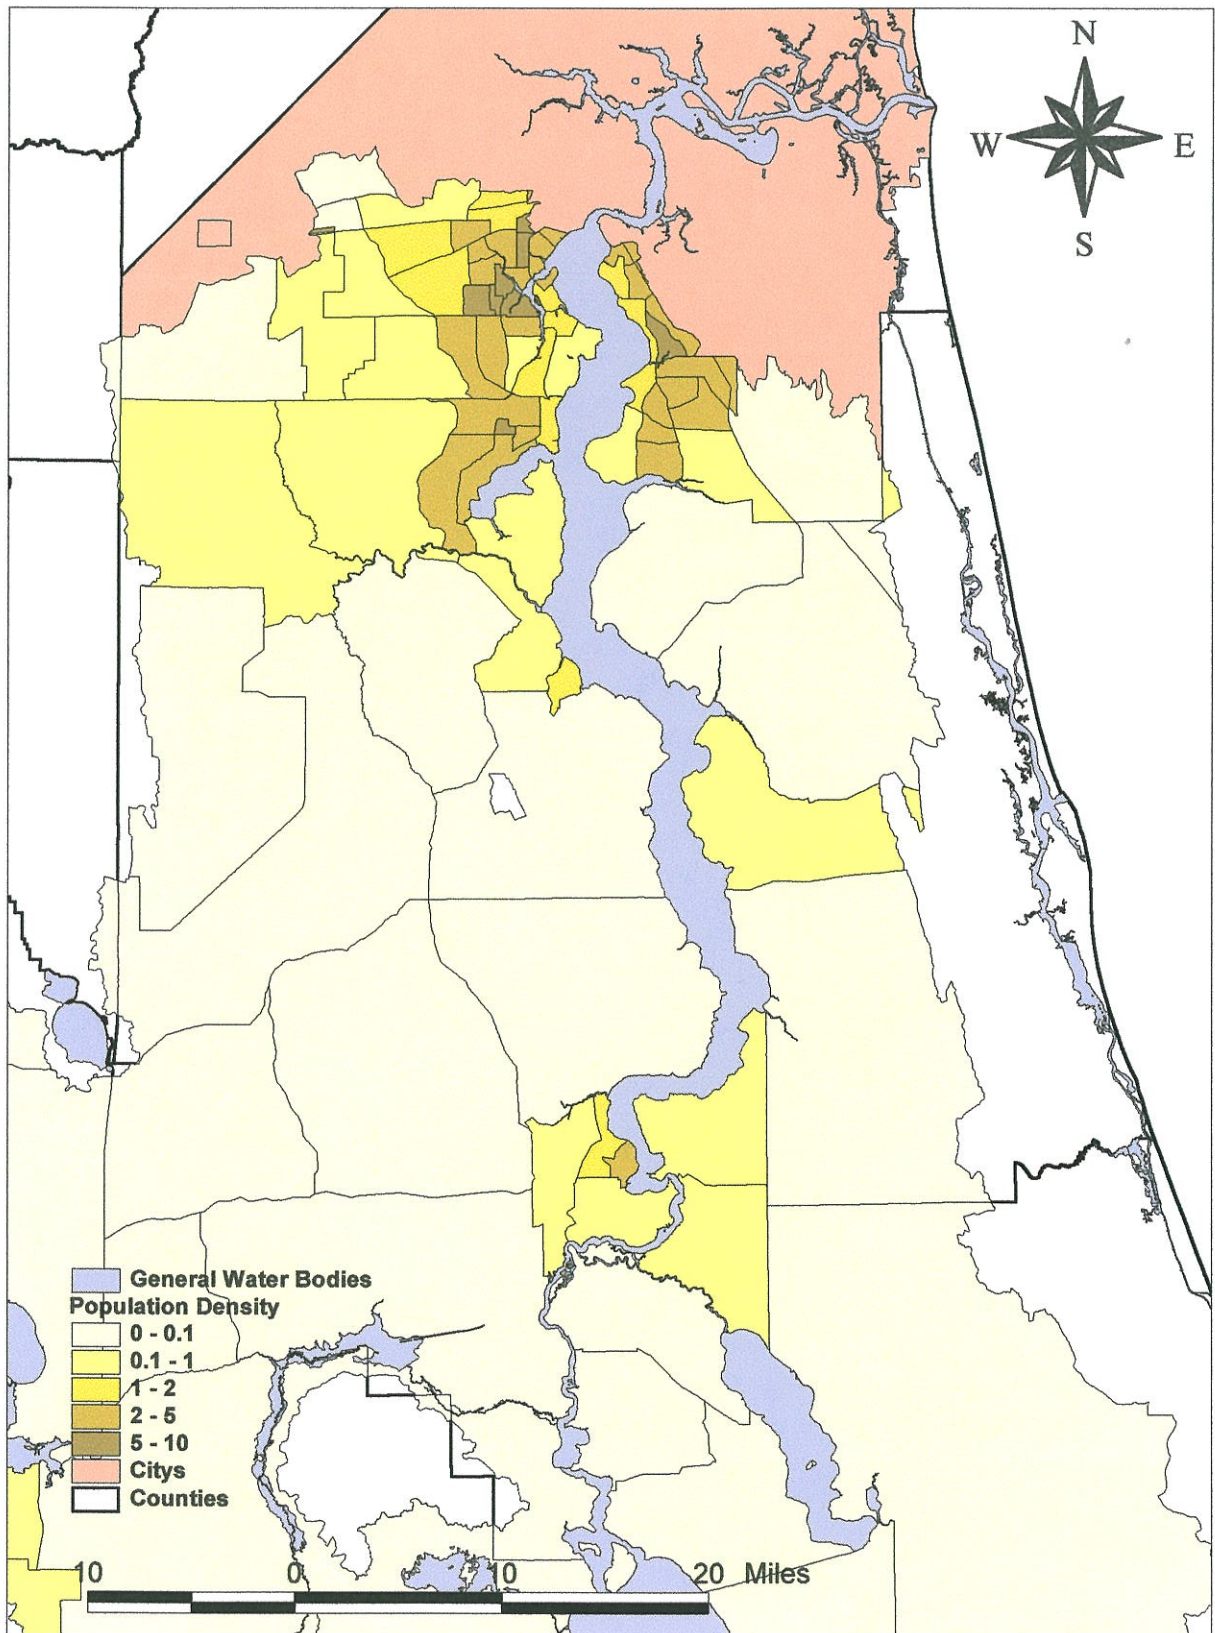 N
W E
S
General Water Bodies
Population Density
0 - 0.1
0.1 - 1
1 - 2
2 - 5
5 - 10
Citys
Counties
10 0 10 20 Miles